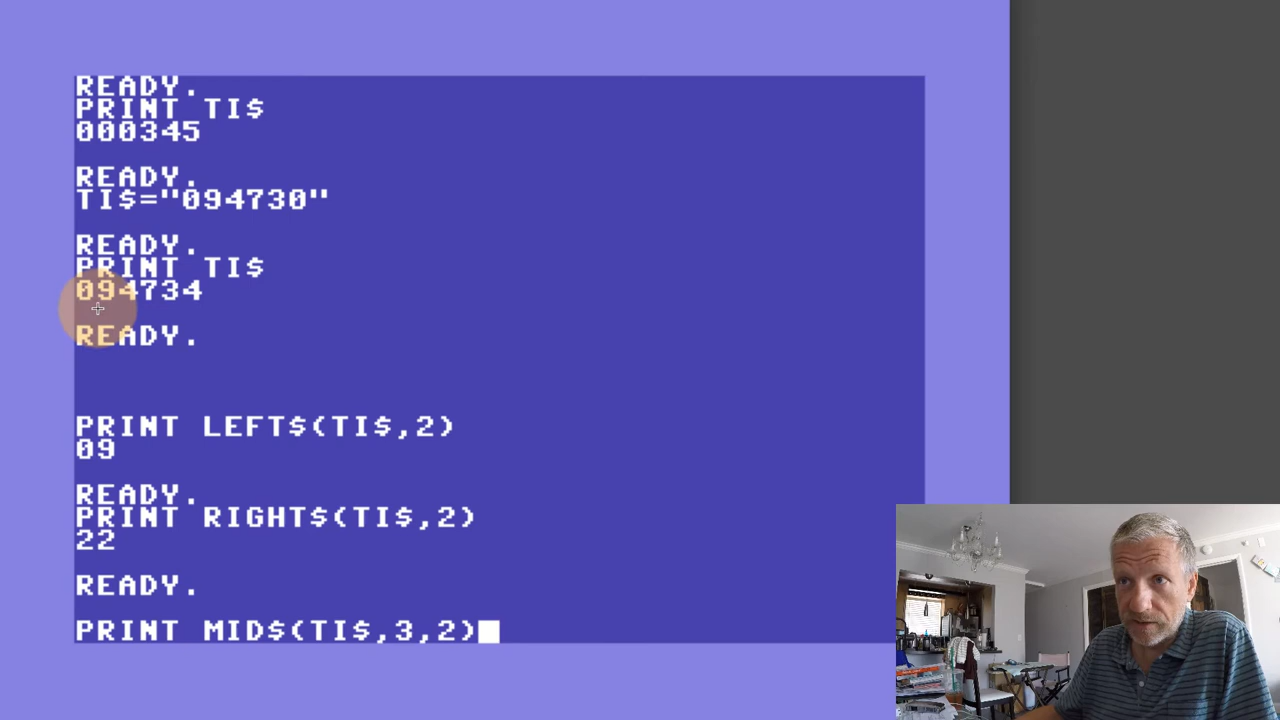 READY.
PRINT TI$
000345
READY.
TI$="094730"
READY.
PRINT TI$
094734
READY.
PRINT LEFT$(TI$,2)
09
READY.
PRINT RIGHT$(TI$,2)
22
READY.
PRINT MID$(TI$,3,2)